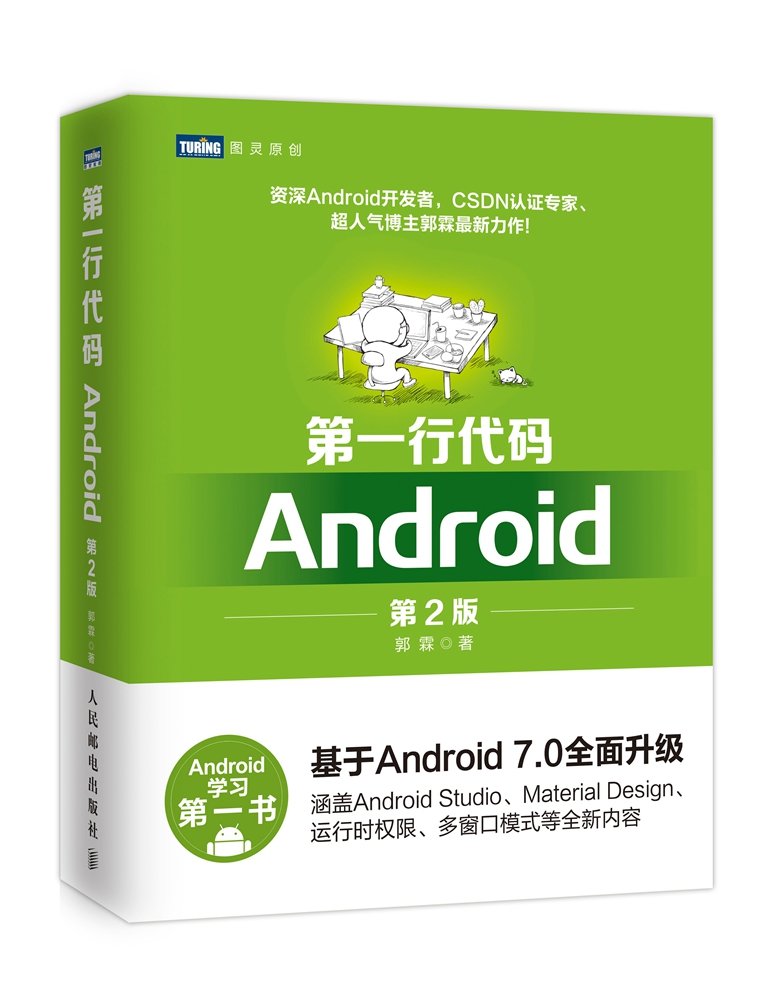 TURING 图灵原创
资深Android开发者，CSDN认证专家、
超人气博主郭霖最新力作！
第一行代码
Android
第2版
郭霖◎著
基于Android 7.0全面升级
涵盖Android Studio、Material Design、
运行时权限、多窗口模式等全新内容
Android
学习
第一书
TURING
第一行代码 Android 第2版 郭霖◎著 人民邮电出版社